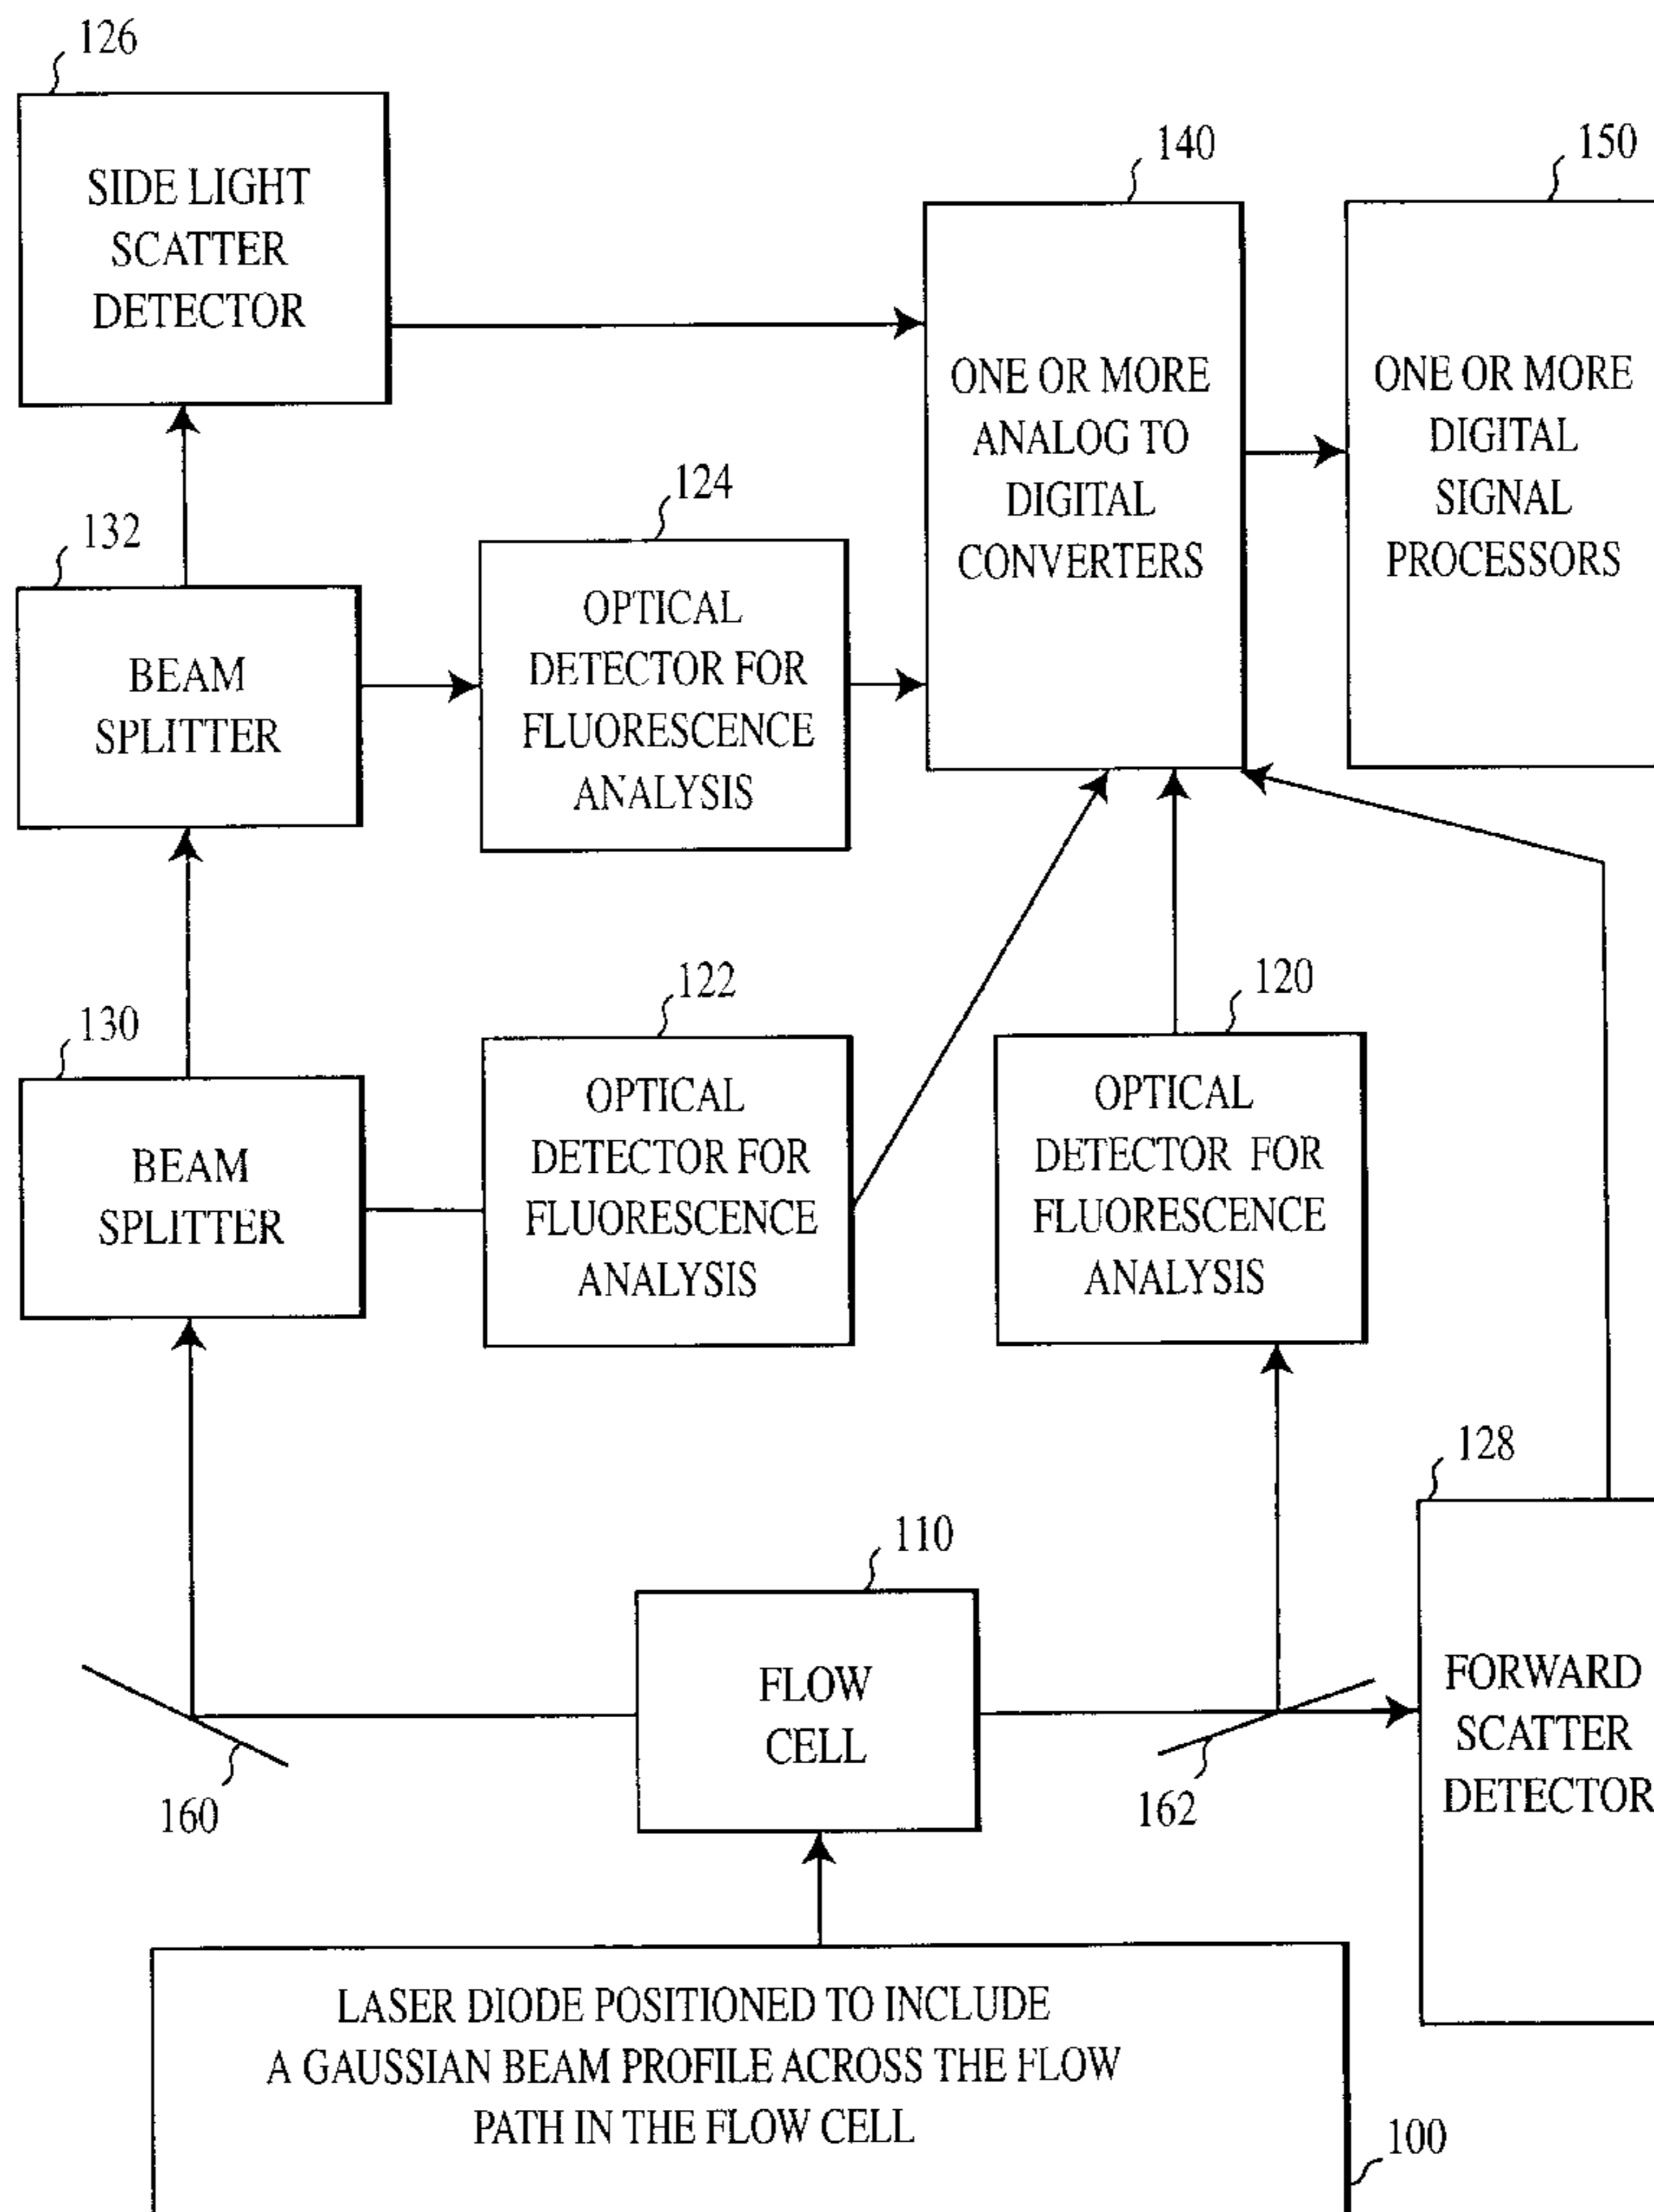 126
SIDE LIGHT
SCATTER
DETECTOR
140
ONE OR MORE
ANALOG TO
DIGITAL
CONVERTERS
150
ONE OR MORE
DIGITAL
SIGNAL
PROCESSORS
132
BEAM
SPLITTER
124
OPTICAL
DETECTOR FOR
FLUORESCENCE
ANALYSIS
130
BEAM
SPLITTER
122
OPTICAL
DETECTOR FOR
FLUORESCENCE
ANALYSIS
120
OPTICAL
DETECTOR FOR
FLUORESCENCE
ANALYSIS
128
FORWARD
SCATTER
DETECTOR
110
FLOW
CELL
160
162
LASER DIODE POSITIONED TO INCLUDE
A GAUSSIAN BEAM PROFILE ACROSS THE FLOW
PATH IN THE FLOW CELL
100